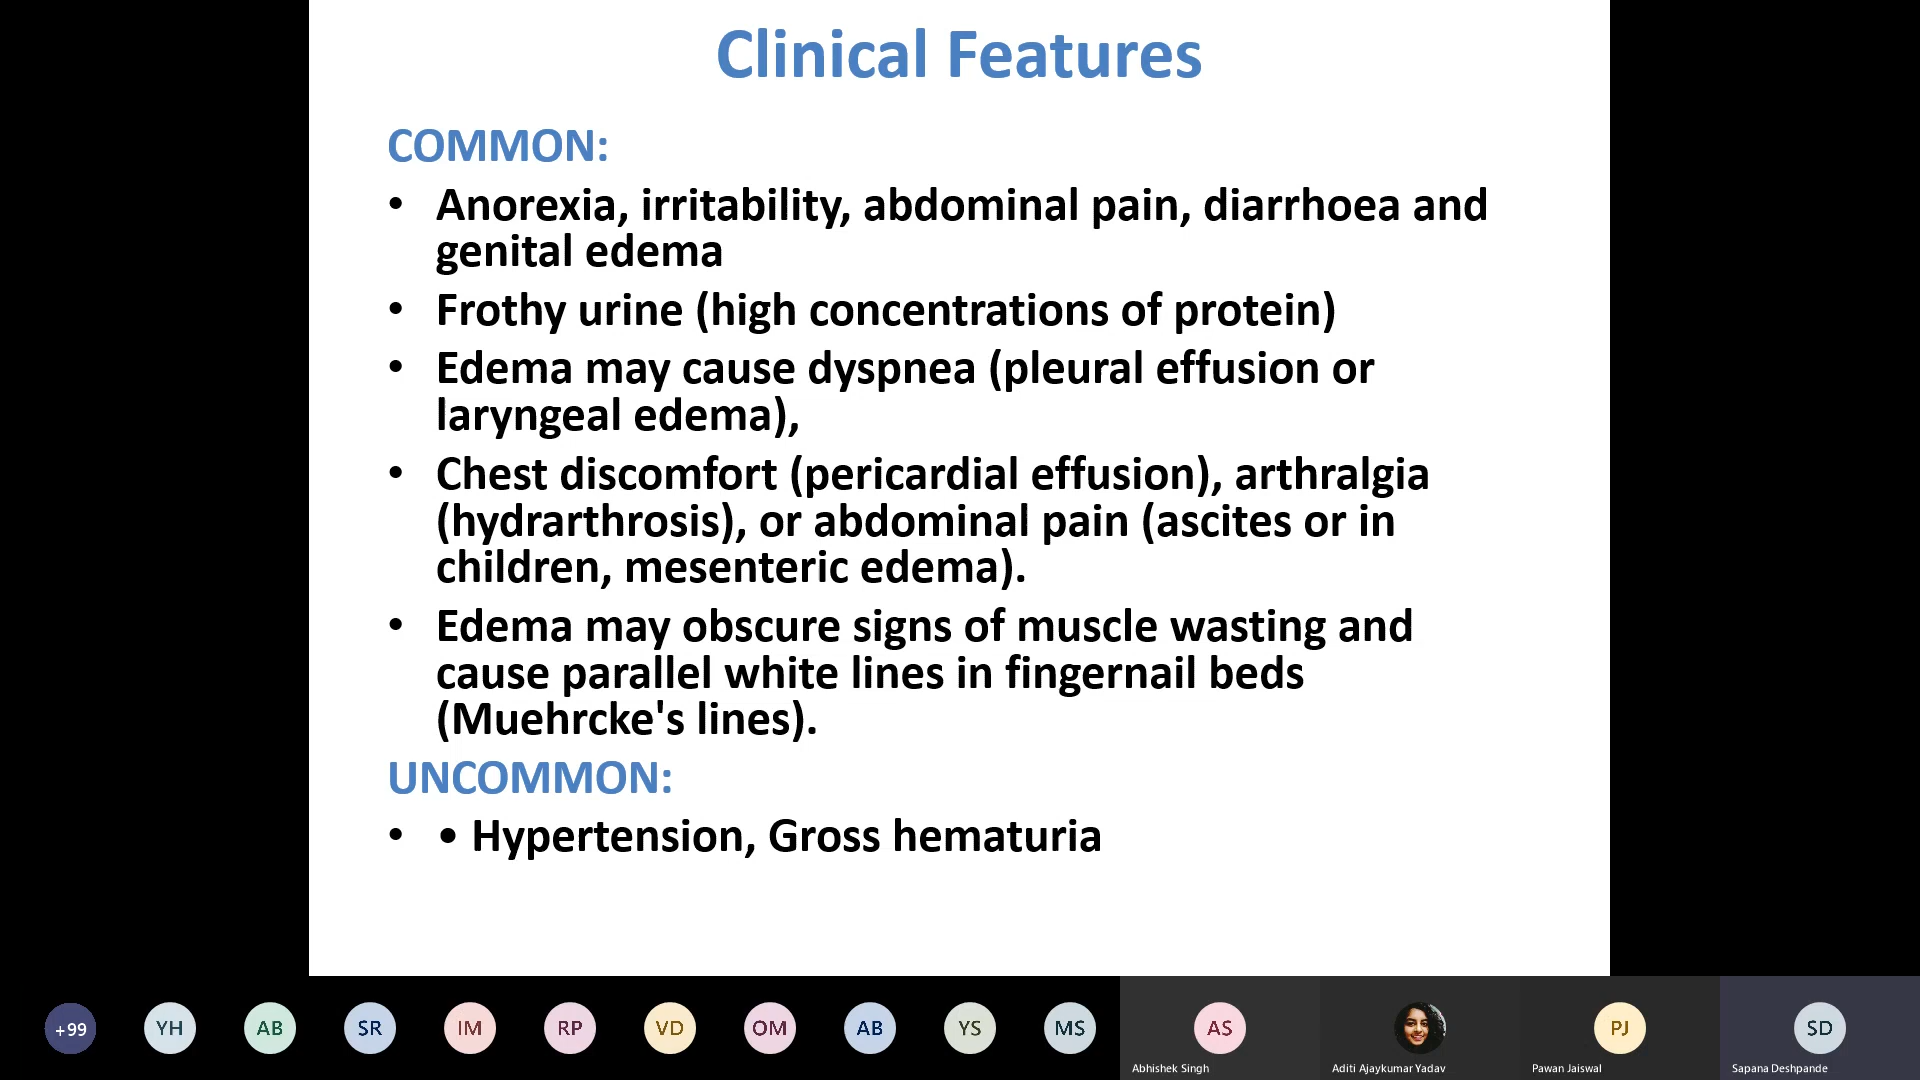 Clinical Features
COMMON:
• Anorexia, irritability, abdominal pain, diarrhoea and
genital edema
• Frothy urine (high concentrations of protein)
• Edema may cause dyspnea (pleural effusion or
laryngeal edema),
• Chest discomfort (pericardial effusion), arthralgia
(hydrarthrosis), or abdominal pain (ascites or in
children, mesenteric edema).
• Edema may obscure signs of muscle wasting and
cause parallel white lines in fingernail beds
(Muehrcke's lines).
UNCOMMON:
• • Hypertension, Gross hematuria
+99 YH AB SR IM RP VD OM AB YS MS AS PJ SD
Abhishek Singh Aditi Ajaykumar Yadav Pawan Jaiswal Sapana Deshpande